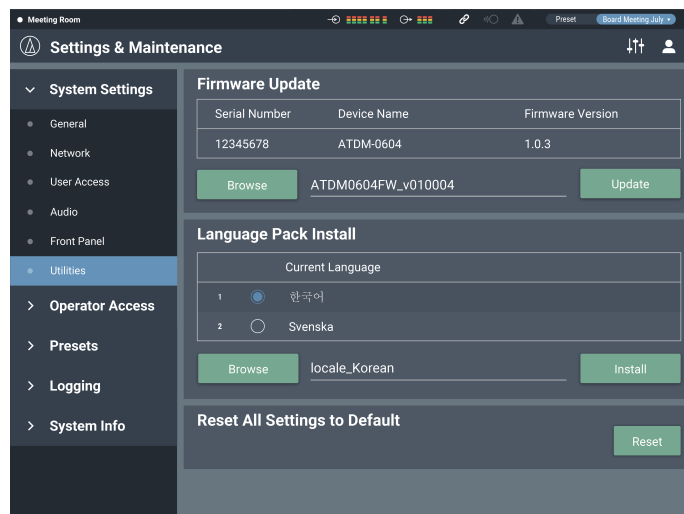 Meeting Room
Preset
Board Meeting July
Settings & Maintenance
System Settings
General
Network
User Access
Audio
Front Panel
Utilities
Operator Access
Presets
Logging
System Info
Firmware Update
Serial Number Device Name Firmware Version
12345678 ATDM-0604 1.0.3
Browse ATDM0604FW_v010004 Update
Language Pack Install
Current Language
1 한국어
2 Svenska
Browse locale_Korean Install
Reset All Settings to Default
Reset